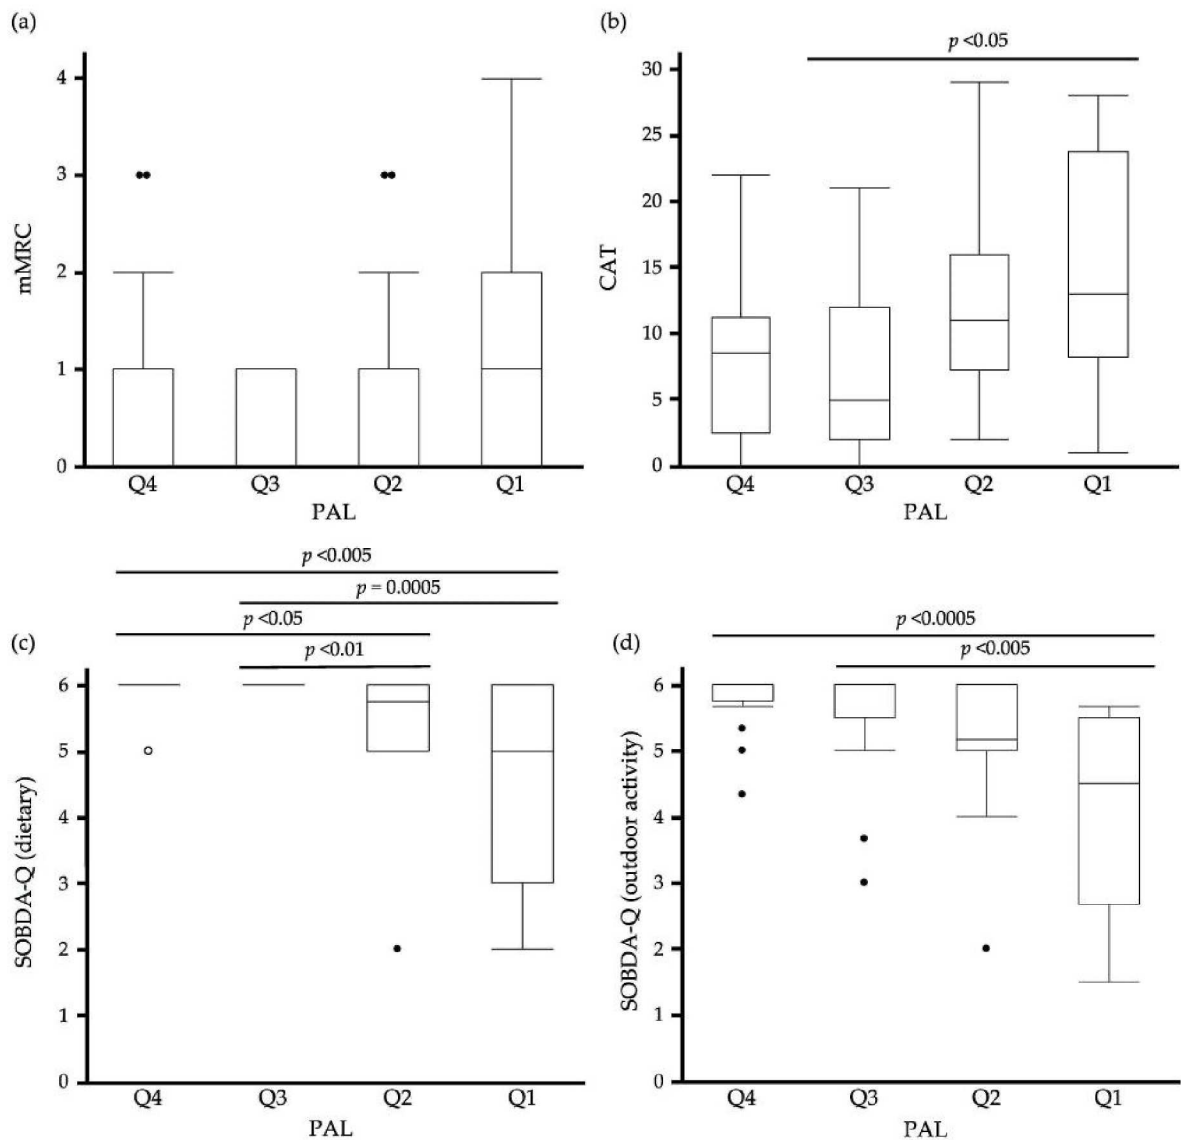 (a)
mMRC
4
3
2
1
0
Q4 Q3 Q2 Q1
PAL
(b)
p <0.05
CAT
30
25
20
15
10
5
0
Q4 Q3 Q2 Q1
PAL
(c)
p <0.005
p = 0.0005
p <0.05
p <0.01
SOBDA-Q (dietary)
6
5
4
3
2
1
0
Q4 Q3 Q2 Q1
PAL
(d)
p <0.0005
p <0.005
SOBDA-Q (outdoor activity)
6
5
4
3
2
1
0
Q4 Q3 Q2 Q1
PAL